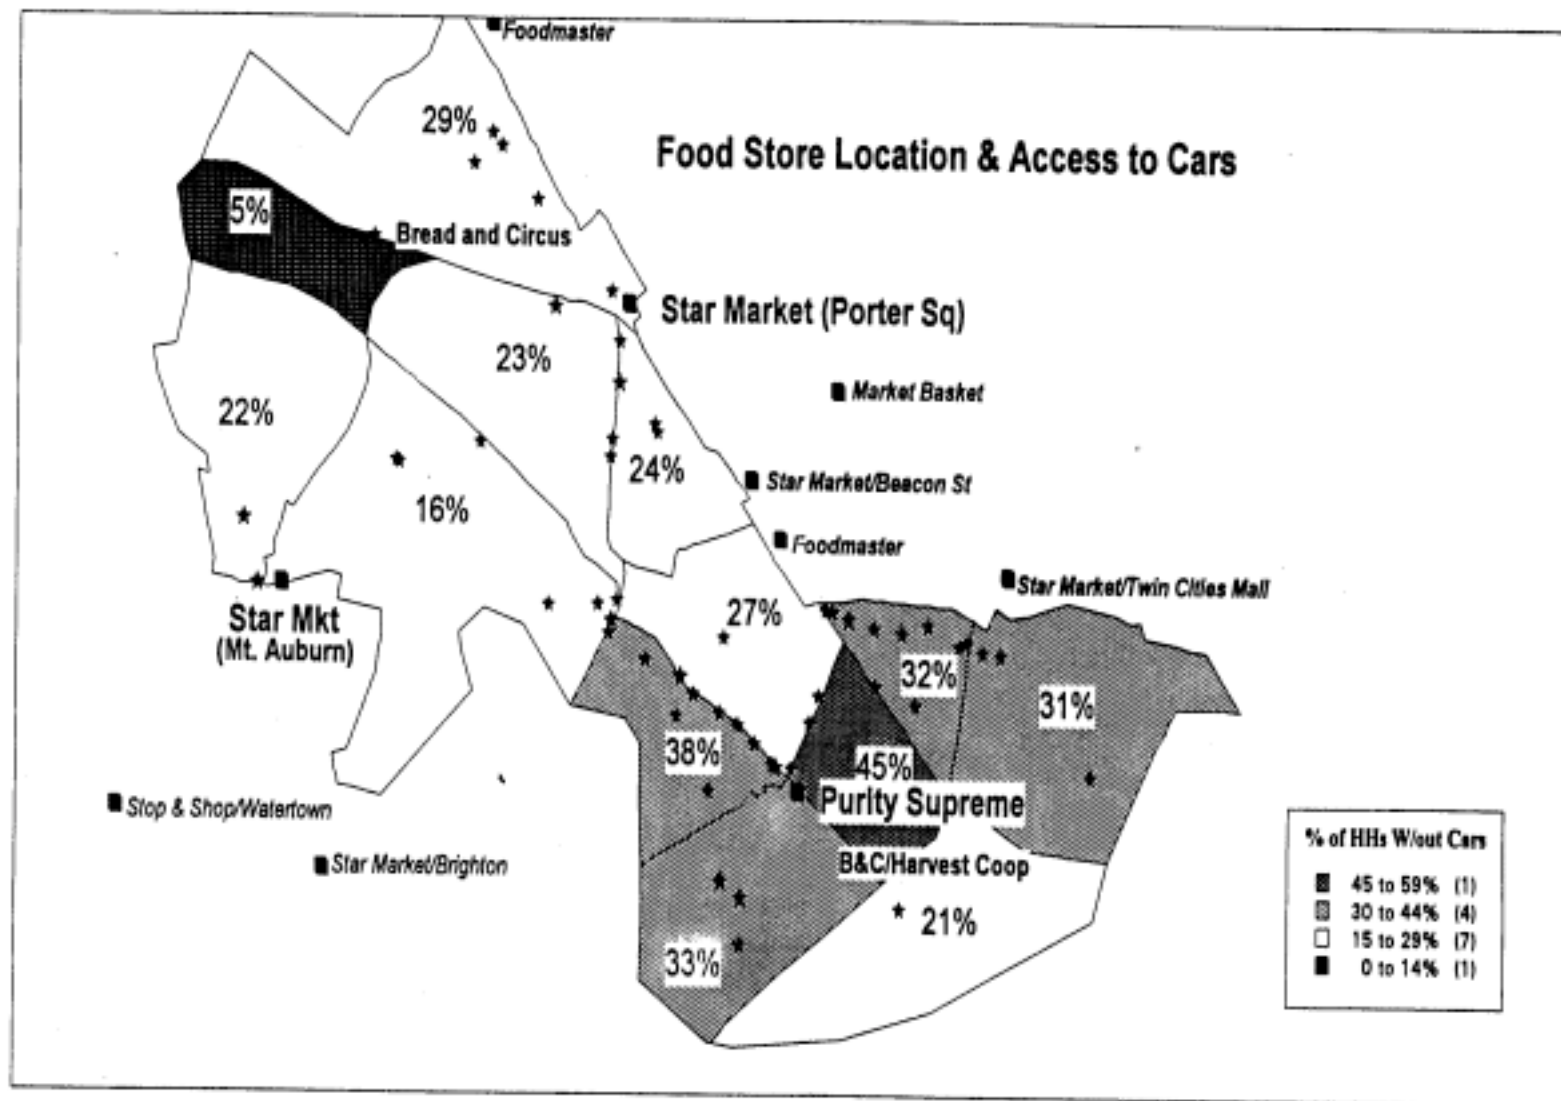 Foodmaster
29%
Food Store Location & Access to Cars
5%
Bread and Circus
Star Market (Porter Sq)
23%
Market Basket
22%
24%
Star Market/Beacon St
16%
Foodmaster
Star Market/Twin Cities Mall
Star Mkt
(Mt. Auburn)
27%
32%
31%
38%
45%
Purity Supreme
Stop & Shop/Watertown
Star Market/Brighton
B&C/Harvest Coop
21%
33%
% of HHs W/out Cars
45 to 59% (1)
30 to 44% (4)
15 to 29% (7)
0 to 14% (1)